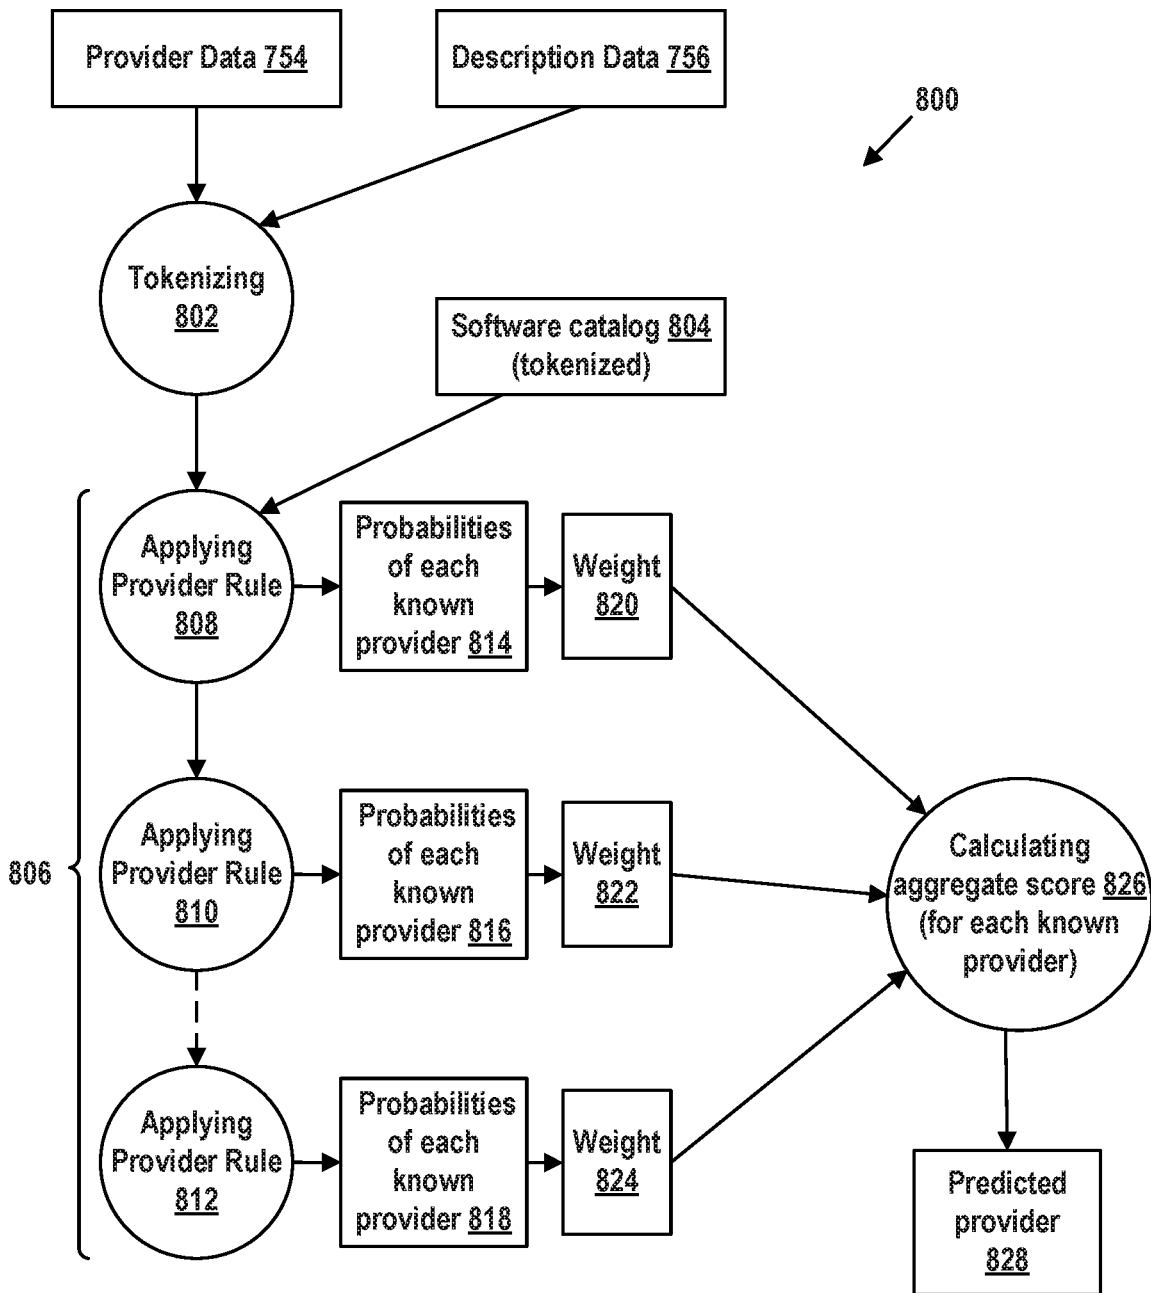 Provider Data 754
Description Data 756
800
Tokenizing
802
Software catalog 804
(tokenized)
Applying
Provider Rule
808
Probabilities
of each
known
provider 814
Weight
820
806
Applying
Provider Rule
810
Probabilities
of each
known
provider 816
Weight
822
Calculating
aggregate score 826
(for each known
provider)
Applying
Provider Rule
812
Probabilities
of each
known
provider 818
Weight
824
Predicted
provider
828